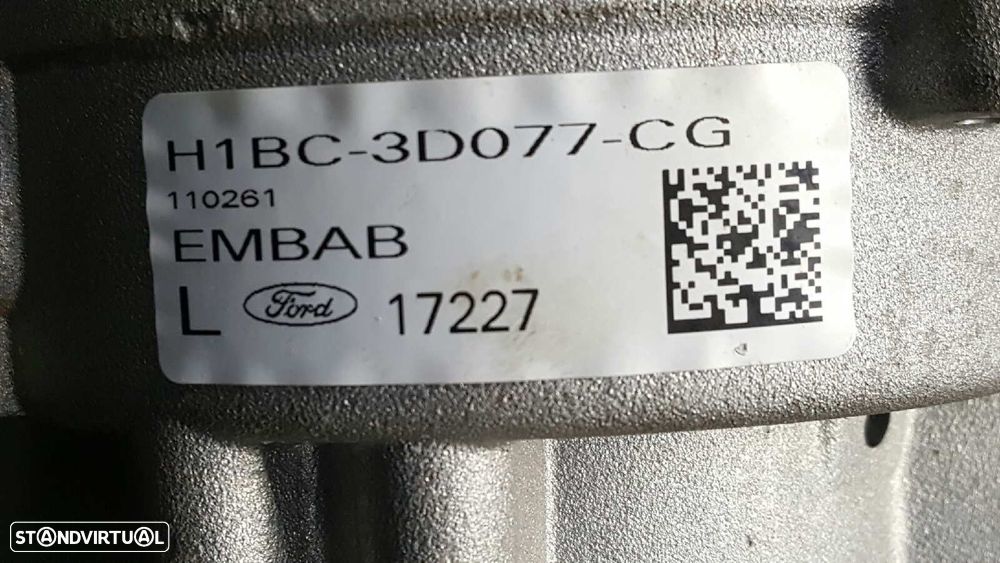 H1BC-3D077-CG
110261
EMBAB
L Ford 17227
STANDVIRTUAL